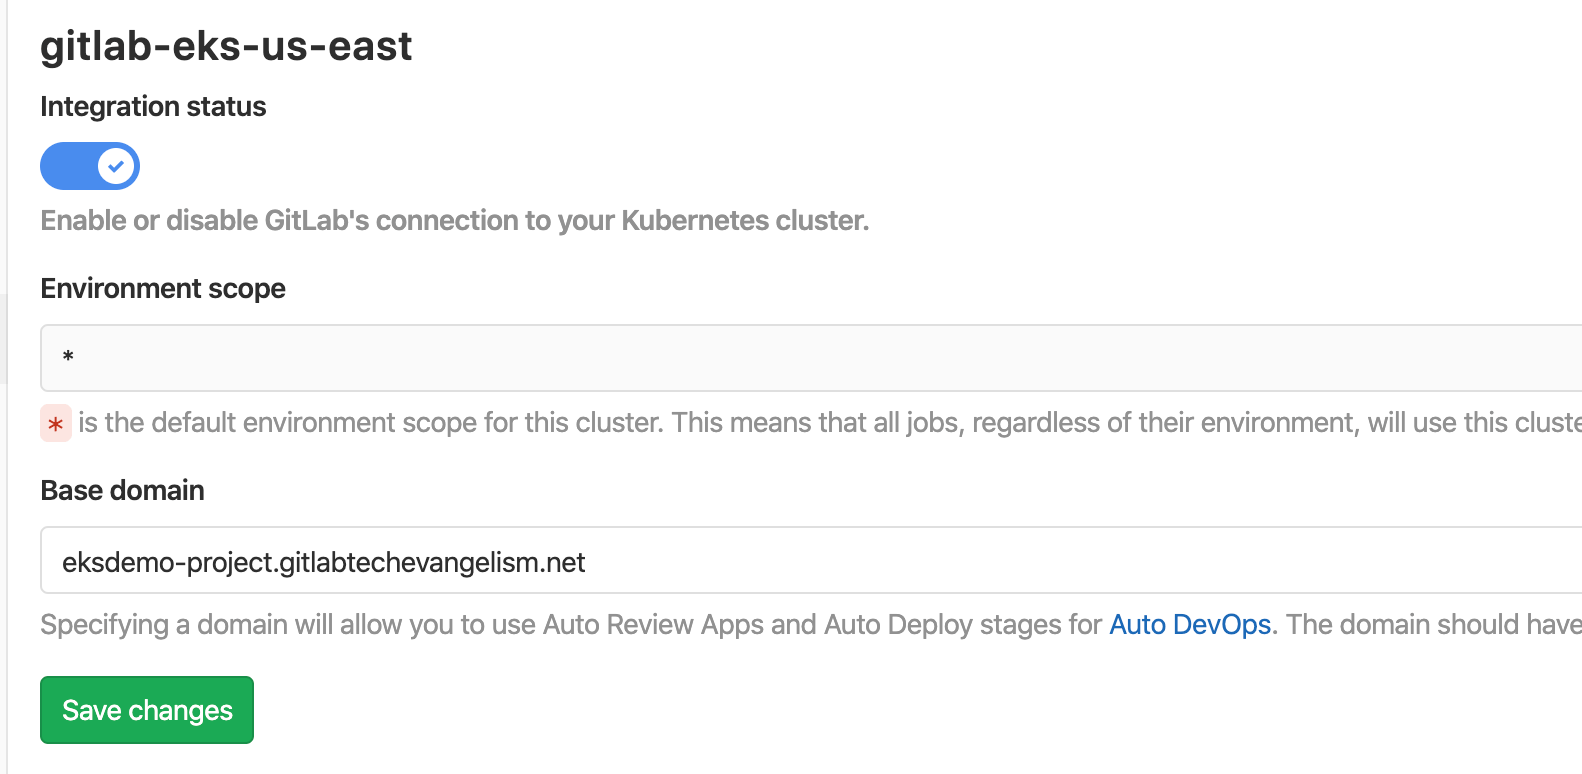 gitlab-eks-us-east
Integration status
Enable or disable GitLab's connection to your Kubernetes cluster.
Environment scope
*
* is the default environment scope for this cluster. This means that all jobs, regardless of their environment, will use this cluste
Base domain
eksdemo-project.gitlabtechevangelism.net
Specifying a domain will allow you to use Auto Review Apps and Auto Deploy stages for Auto DevOps. The domain should have
Save changes